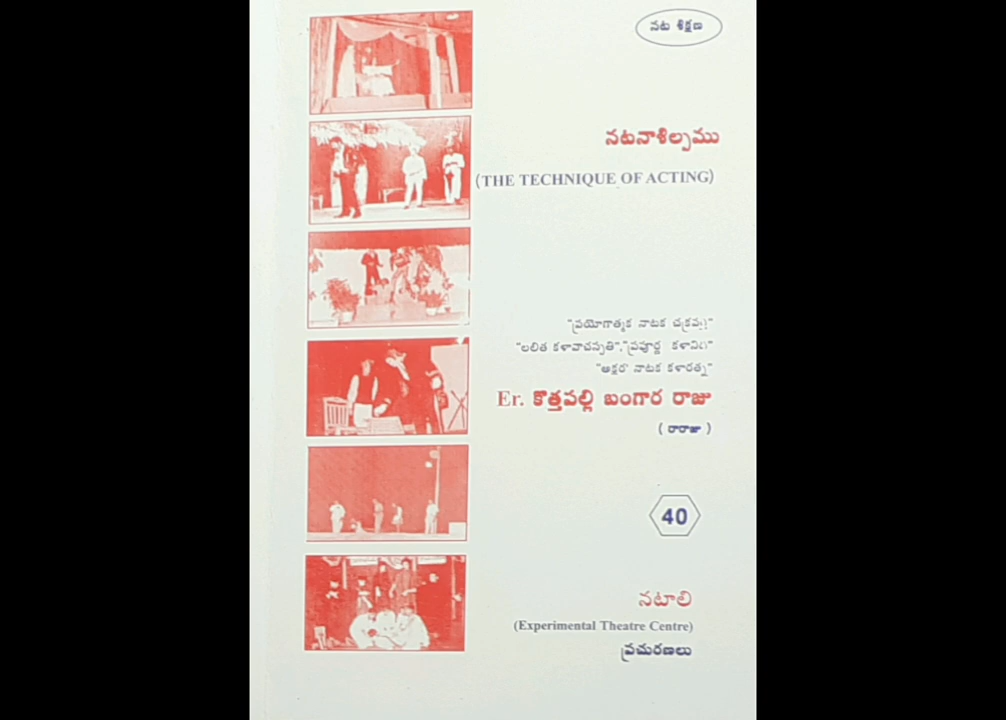 నట శిక్షణ
నటనాశిల్పము
(THE TECHNIQUE OF ACTING)
"ప్రయోగాత్మక నాటక చక్రవర్తి"
"లలిత కళావాచస్పతి","ప్రపూర్ణ కళానిధి"
"అక్షర నాటక కళారత్న"
Er. కొత్తపల్లి బంగార రాజు
( రారాజు )
40
నటాలి
(Experimental Theatre Centre)
ప్రచురణలు